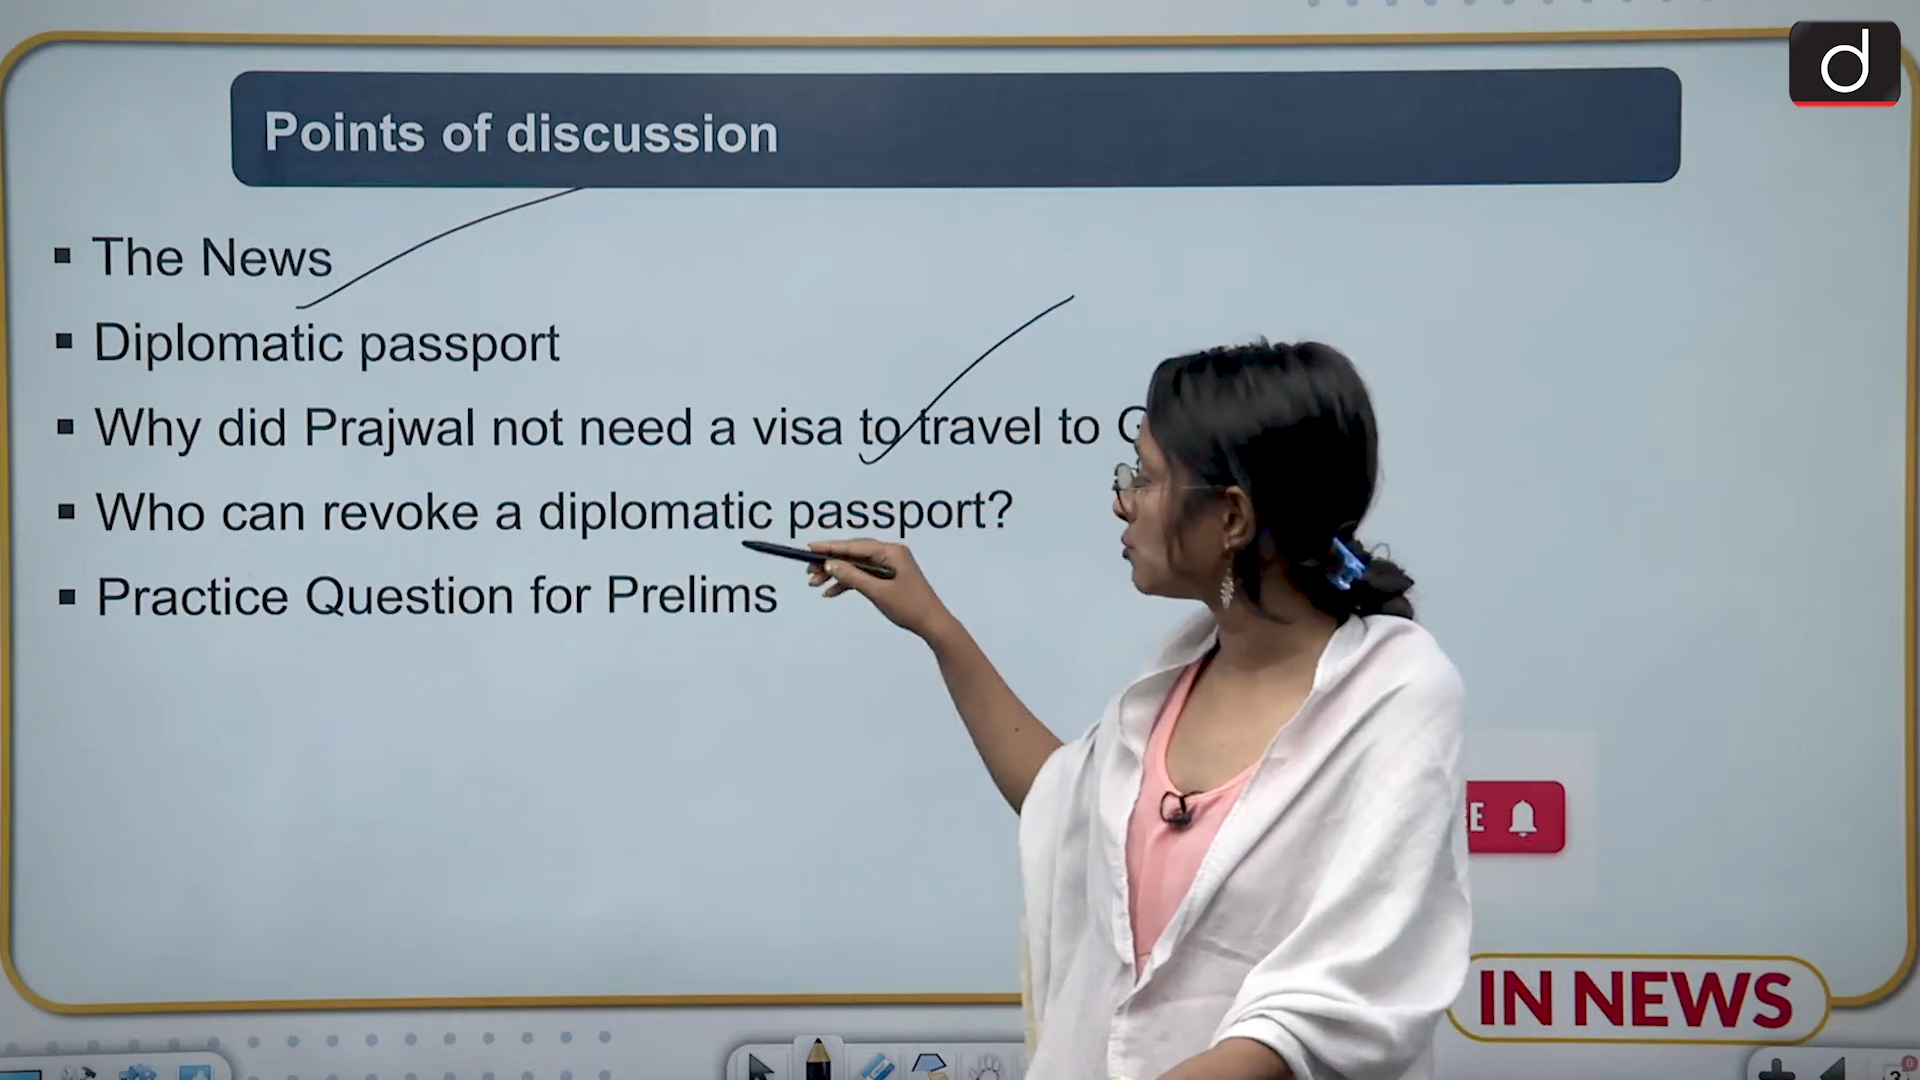 d
Points of discussion
▪ The News
▪ Diplomatic passport
▪ Why did Prajwal not need a visa to travel to G
▪ Who can revoke a diplomatic passport?
▪ Practice Question for Prelims
E
IN NEWS